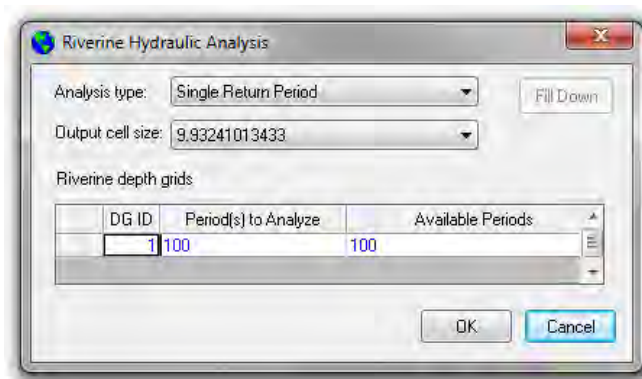 Riverine Hydraulic Analysis
Analysis type: Single Return Period Fill Down
Output cell size: 9.93241013433
Riverine depth grids
DG ID Period(s) to Analyze Available Periods
1 100 100
OK Cancel